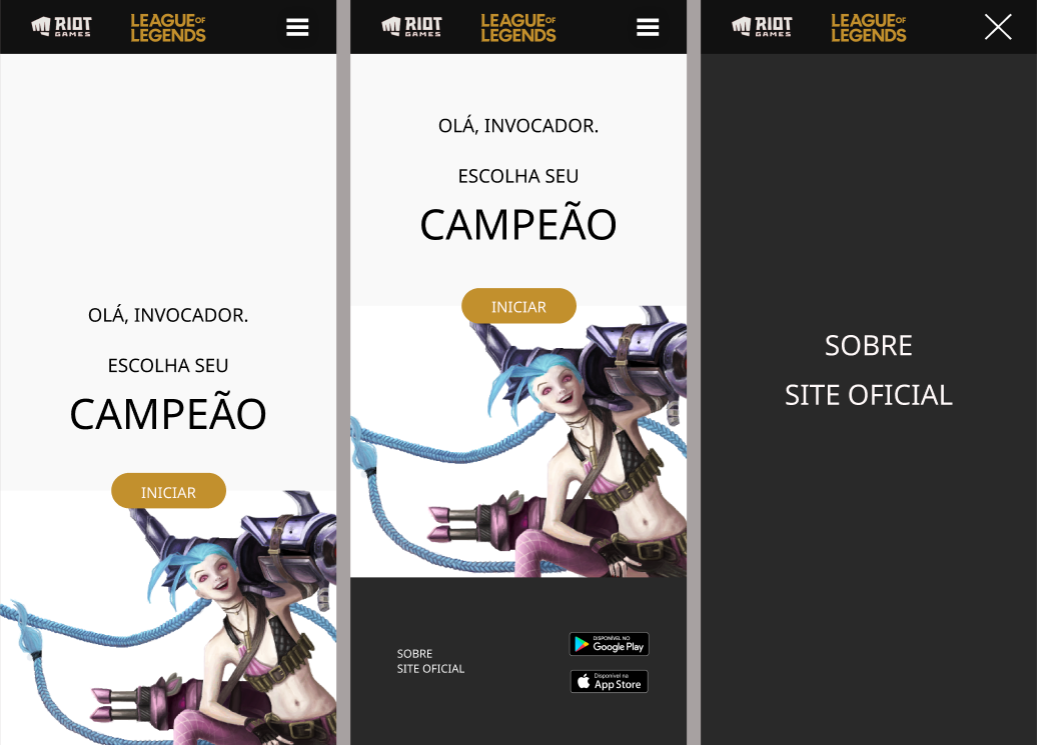 RIOT
GAMES
LEAGUE OF
LEGENDS
OLÁ, INVOCADOR.
ESCOLHA SEU
CAMPEÃO
INICIAR
RIOT
GAMES
LEAGUE OF
LEGENDS
OLÁ, INVOCADOR.
ESCOLHA SEU
CAMPEÃO
INICIAR
SOBRE
SITE OFICIAL
DISPONÍVEL NO
Google Play
Disponível na
App Store
RIOT
GAMES
LEAGUE OF
LEGENDS
SOBRE
SITE OFICIAL